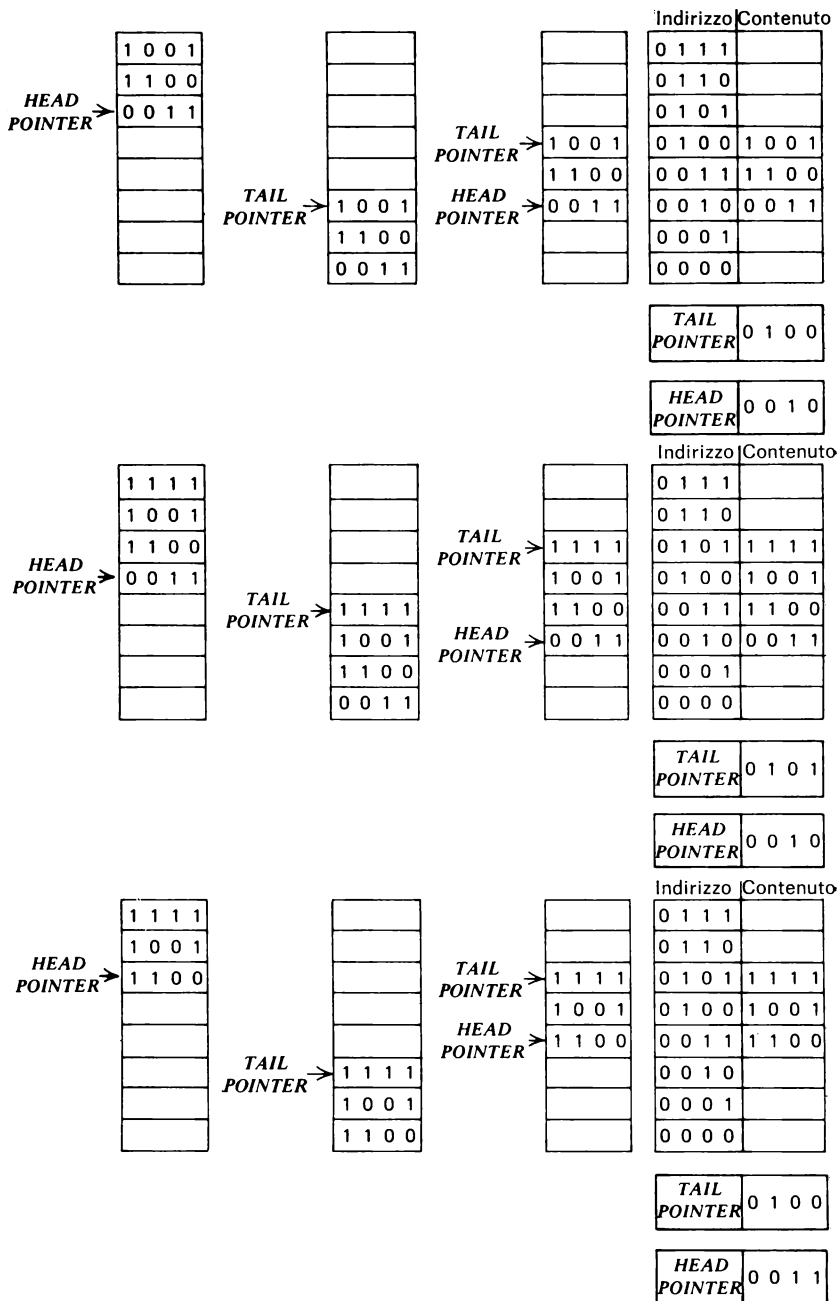 Indirizzo Contenuto
1 0 0 1 0 1 1 1
1 1 0 0 0 1 1 0
HEAD POINTER 0 0 1 1 0 1 0 1
TAIL POINTER 1 0 0 1 0 1 0 0 1 0 0 1
1 1 0 0 0 0 1 1 1 1 0 0
TAIL POINTER 1 0 0 1 HEAD POINTER 0 0 1 1 0 0 1 0 0 0 1 1
1 1 0 0 0 0 0 1
0 0 1 1 0 0 0 0
TAIL POINTER 0 1 0 0
HEAD POINTER 0 0 1 0
Indirizzo Contenuto
1 1 1 1 0 1 1 1
1 0 0 1 0 1 1 0
1 1 0 0 TAIL POINTER 1 1 1 1 0 1 0 1 1 1 1 1
HEAD POINTER 0 0 1 1 1 0 0 1 0 1 0 0 1 0 0 1
TAIL POINTER 1 1 1 1 1 1 0 0 0 0 1 1 1 1 0 0
1 0 0 1 HEAD POINTER 0 0 1 1 0 0 1 0 0 0 1 1
1 1 0 0 0 0 0 1
0 0 1 1 0 0 0 0
TAIL POINTER 0 1 0 1
HEAD POINTER 0 0 1 0
Indirizzo Contenuto
1 1 1 1 0 1 1 1
1 0 0 1 0 1 1 0
HEAD POINTER 1 1 0 0 TAIL POINTER 1 1 1 1 0 1 0 1 1 1 1 1
1 0 0 1 0 1 0 0 1 0 0 1
HEAD POINTER 1 1 0 0 0 0 1 1 1 1 0 0
TAIL POINTER 1 1 1 1 0 0 1 0
1 0 0 1 0 0 0 1
1 1 0 0 0 0 0 0
TAIL POINTER 0 1 0 0
HEAD POINTER 0 0 1 1